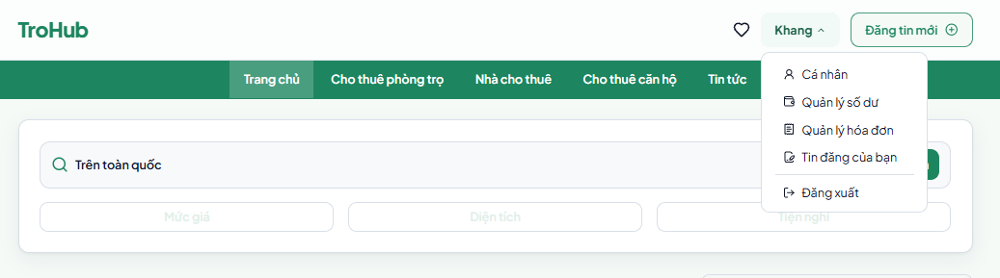 TroHub
Khang
Đăng tin mới
Trang chủ
Cho thuê phòng trọ
Nhà cho thuê
Cho thuê căn hộ
Tin tức
Cá nhân
Quản lý số dư
Quản lý hóa đơn
Tin đăng của bạn
Đăng xuất
Trên toàn quốc
Mức giá
Diện tích
Tiện nghi